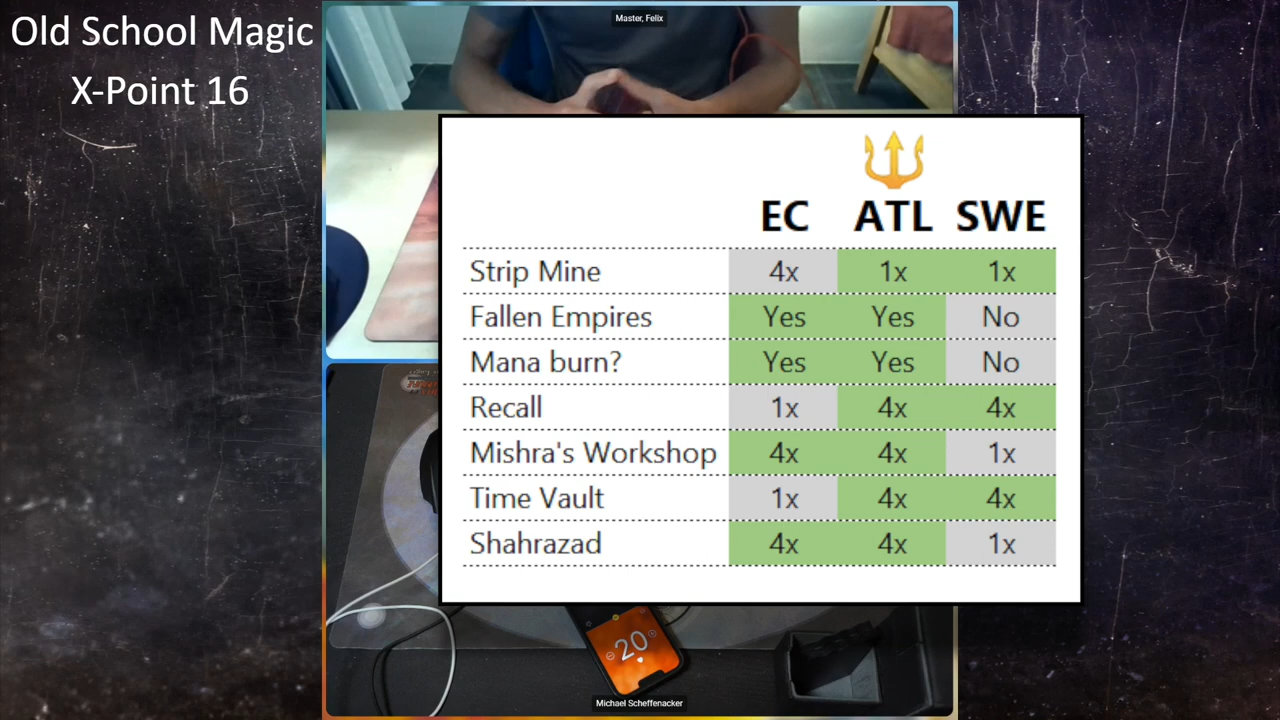 Old School Magic
X-Point 16
Master, Felix
EC ATL SWE
Strip Mine 4x 1x 1x
Fallen Empires Yes Yes No
Mana burn? Yes Yes No
Recall 1x 4x 4x
Mishra's Workshop 4x 4x 1x
Time Vault 1x 4x 4x
Shahrazad 4x 4x 1x
20
Michael Scheffenacker